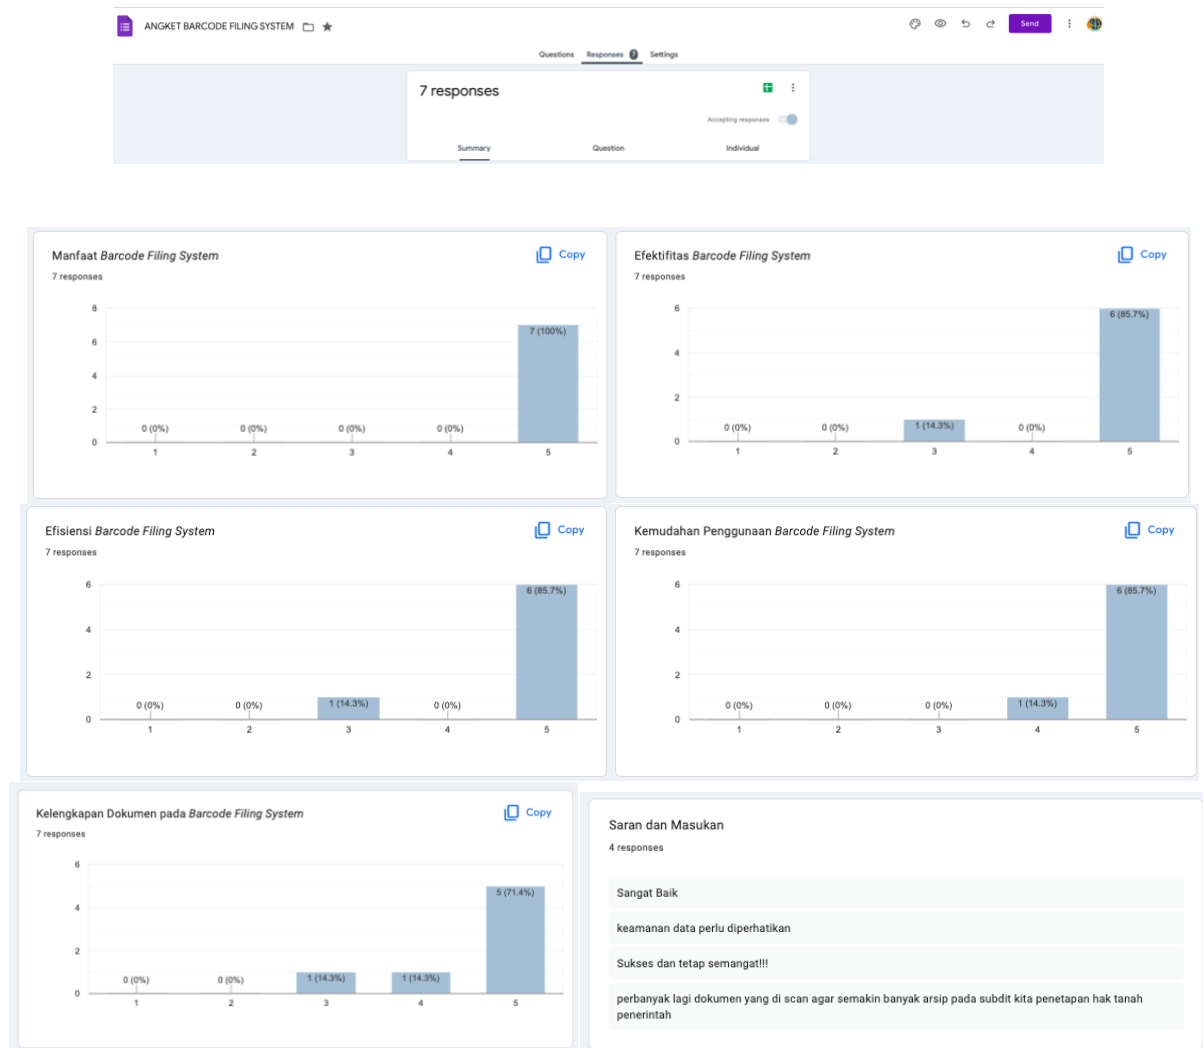 ANGKET BARCODE FILING SYSTEM
Send
Questions Responses 7 Settings
7 responses
Accepting responses
Summary Question Individual
Manfaat Barcode Filing System
Copy
7 responses
8
6
4
2
0
0 (0%) 0 (0%) 0 (0%) 0 (0%) 7 (100%)
1 2 3 4 5
Efektifitas Barcode Filing System
Copy
7 responses
6
4
2
0
0 (0%) 0 (0%) 1 (14.3%) 0 (0%) 6 (85.7%)
1 2 3 4 5
Efisiensi Barcode Filing System
Copy
7 responses
6
4
2
0
0 (0%) 0 (0%) 1 (14.3%) 0 (0%) 6 (85.7%)
1 2 3 4 5
Kemudahan Penggunaan Barcode Filing System
Copy
7 responses
6
4
2
0
0 (0%) 0 (0%) 0 (0%) 1 (14.3%) 6 (85.7%)
1 2 3 4 5
Kelengkapan Dokumen pada Barcode Filing System
Copy
7 responses
6
4
2
0
0 (0%) 0 (0%) 1 (14.3%) 1 (14.3%) 5 (71.4%)
1 2 3 4 5
Saran dan Masukan
4 responses
Sangat Baik
keamanan data perlu diperhatikan
Sukses dan tetap semangat!!!
perbanyak lagi dokumen yang di scan agar semakin banyak arsip pada subdit kita penetapan hak tanah
penerintah